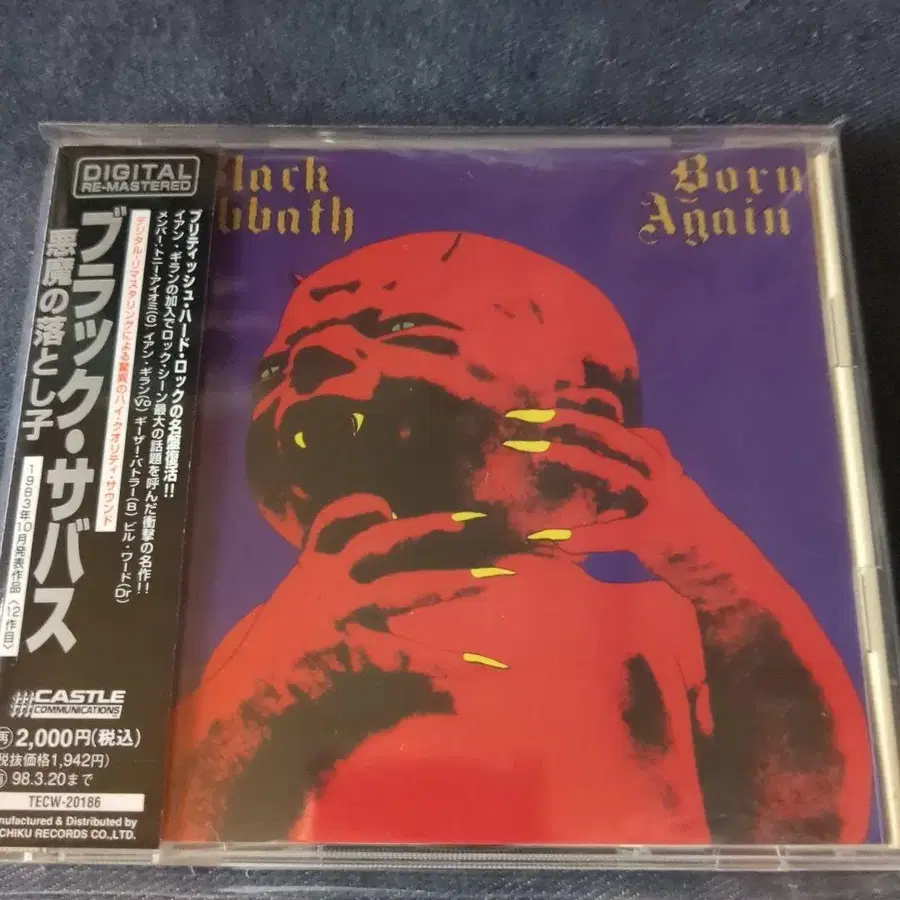 DIGITAL
RE-MASTERED
ブラック・サバス
悪魔の落とし子
1983年10月発表作品〈12作目〉
デジタル・リマスタリングによる驚異のハイ・クオリティ・サウンド
ブリティッシュ・ハード・ロックの名盤復活!!
イアン・ギランの加入でロック・シーン最大の話題を呼んだ衝撃の名作!!
メンバー:トニー・アイオミ(G) イアン・ギラン(Vo) ギーザー・バトラー(B) ビル・ワード(Dr)
CASTLE
COMMUNICATIONS
再 2,000円(税込)
税抜価格1,942円)
98.3.20まで
TECW-20186
nufactured & Distributed by
CHIKU RECORDS CO.,LTD.
lack
bbath
Born
Again